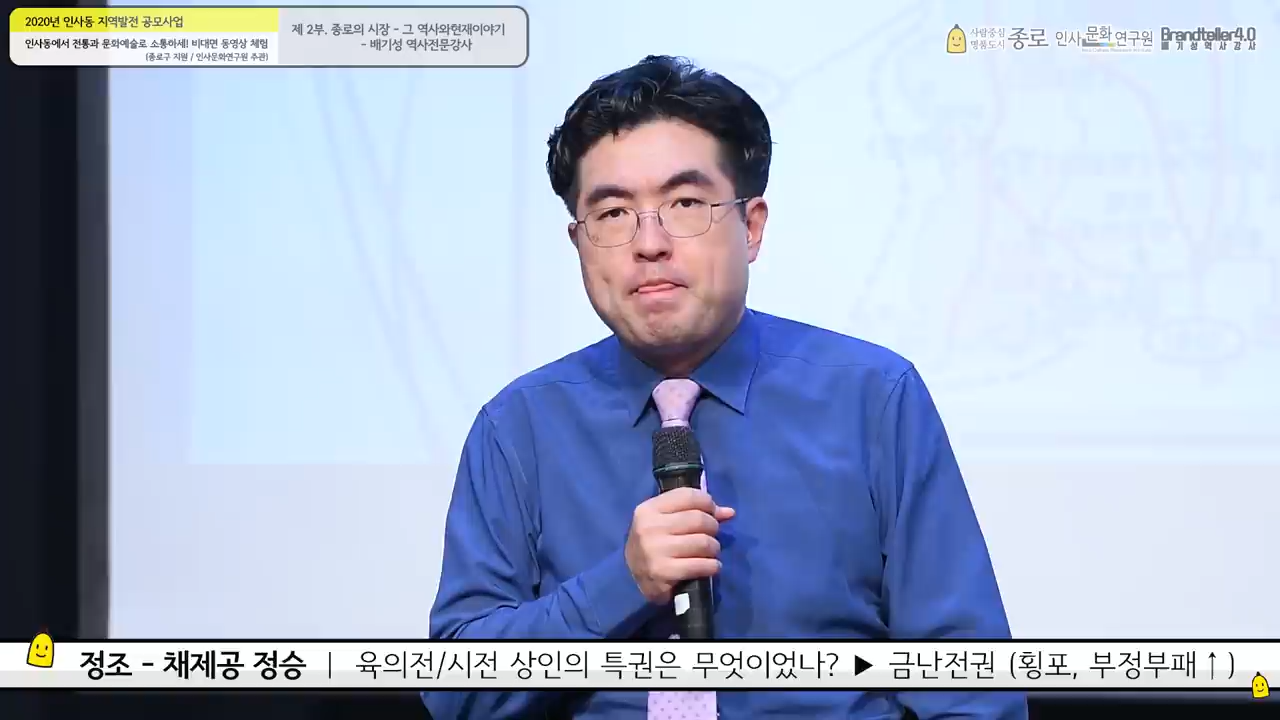 2020년 인사동 지역발전 공모사업
인사동에서 전통과 문화예술로 소통하세! 비대면 동영상 체험
(종로구 지원 / 인사문화연구원 주관)
제 2부. 종로의 시장 - 그 역사와현재이야기
- 배기성 역사전문강사
사람중심
명품도시 종로
인사문화연구원
Brandteller4.0
배기성역사강사
정조 - 채제공 정승 | 육의전/시전 상인의 특권은 무엇이었나? ▶ 금난전권 (횡포, 부정부패↑)